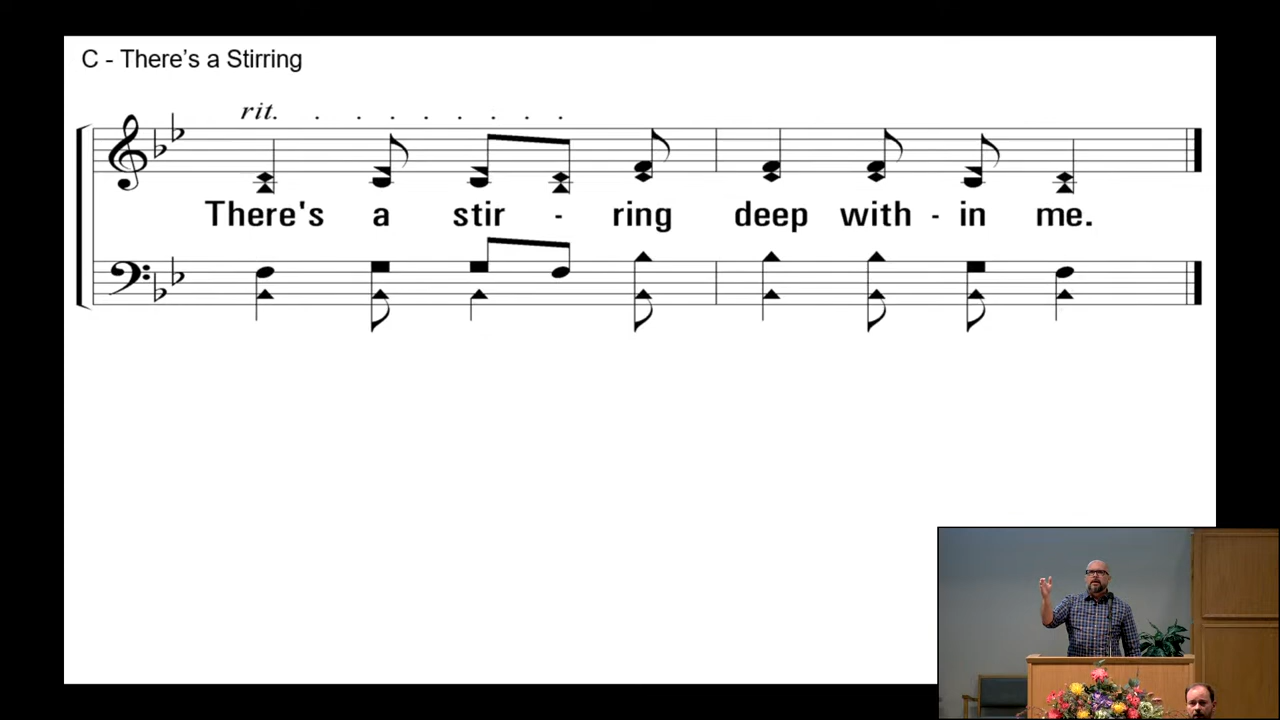 C - There's a Stirring
rit. . . . . . . . .
There's a stir - ring deep with - in me.